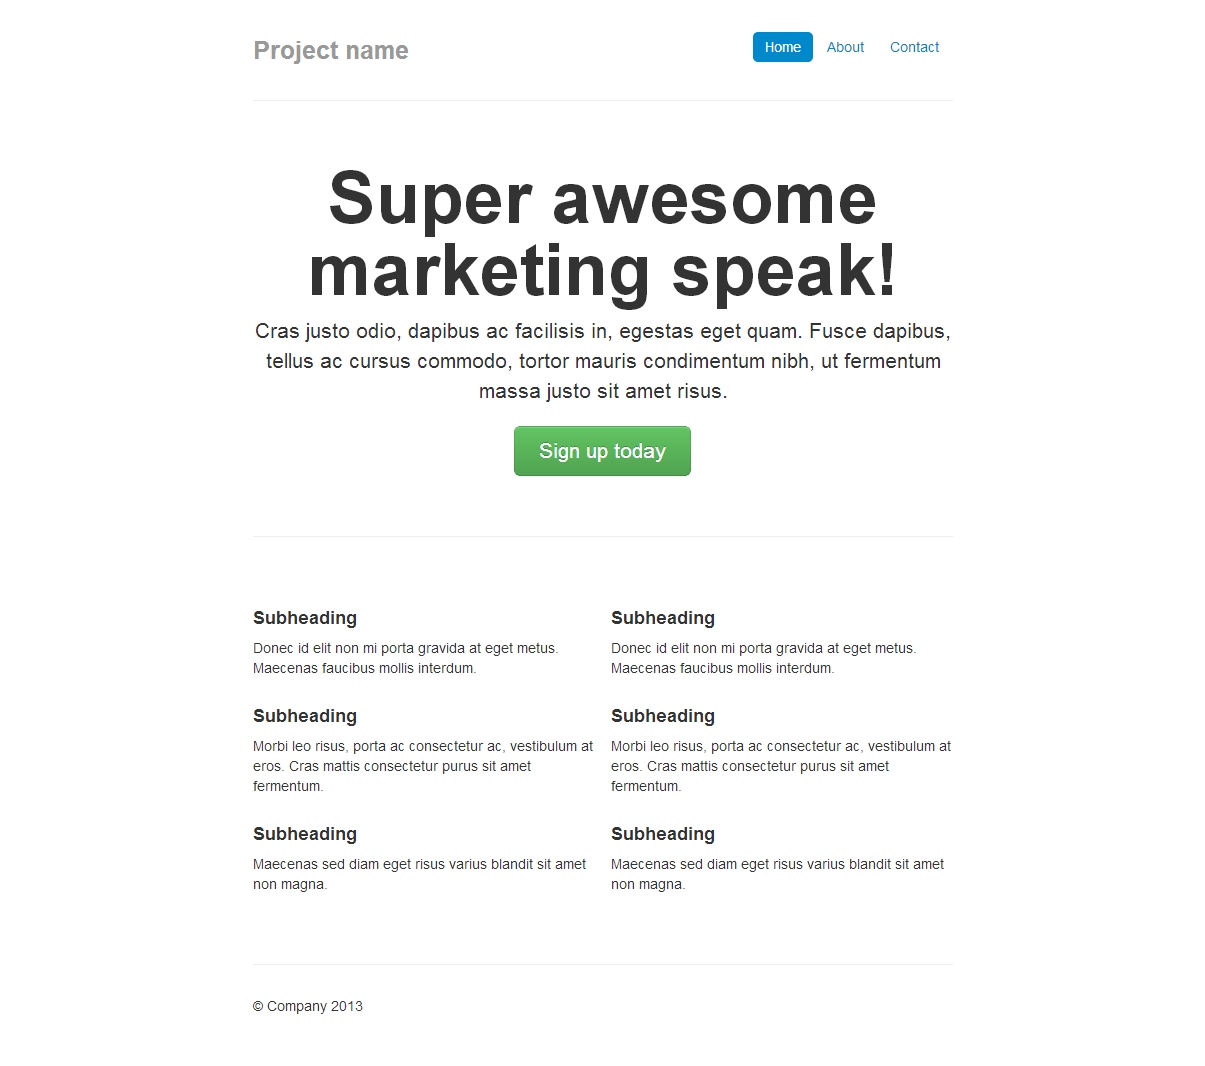 Project name
Home About Contact
Super awesome
marketing speak!
Cras justo odio, dapibus ac facilisis in, egestas eget quam. Fusce dapibus,
tellus ac cursus commodo, tortor mauris condimentum nibh, ut fermentum
massa justo sit amet risus.
Sign up today
Subheading
Donec id elit non mi porta gravida at eget metus.
Maecenas faucibus mollis interdum.
Subheading
Morbi leo risus, porta ac consectetur ac, vestibulum at
eros. Cras mattis consectetur purus sit amet
fermentum.
Subheading
Maecenas sed diam eget risus varius blandit sit amet
non magna.
Subheading
Donec id elit non mi porta gravida at eget metus.
Maecenas faucibus mollis interdum.
Subheading
Morbi leo risus, porta ac consectetur ac, vestibulum at
eros. Cras mattis consectetur purus sit amet
fermentum.
Subheading
Maecenas sed diam eget risus varius blandit sit amet
non magna.
© Company 2013